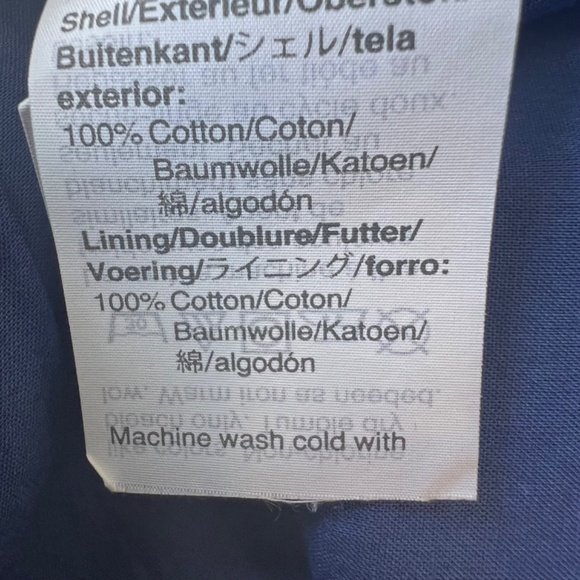 Shell/Extérieur/Oberstoff/
Buitenkant/シェル/tela
exterior:
100% Cotton/Coton/
Baumwolle/Katoen/
綿/algodón
Lining/Doublure/Futter/
Voering/ライニング/forro:
100% Cotton/Coton/
Baumwolle/Katoen/
綿/algodón
Machine wash cold with